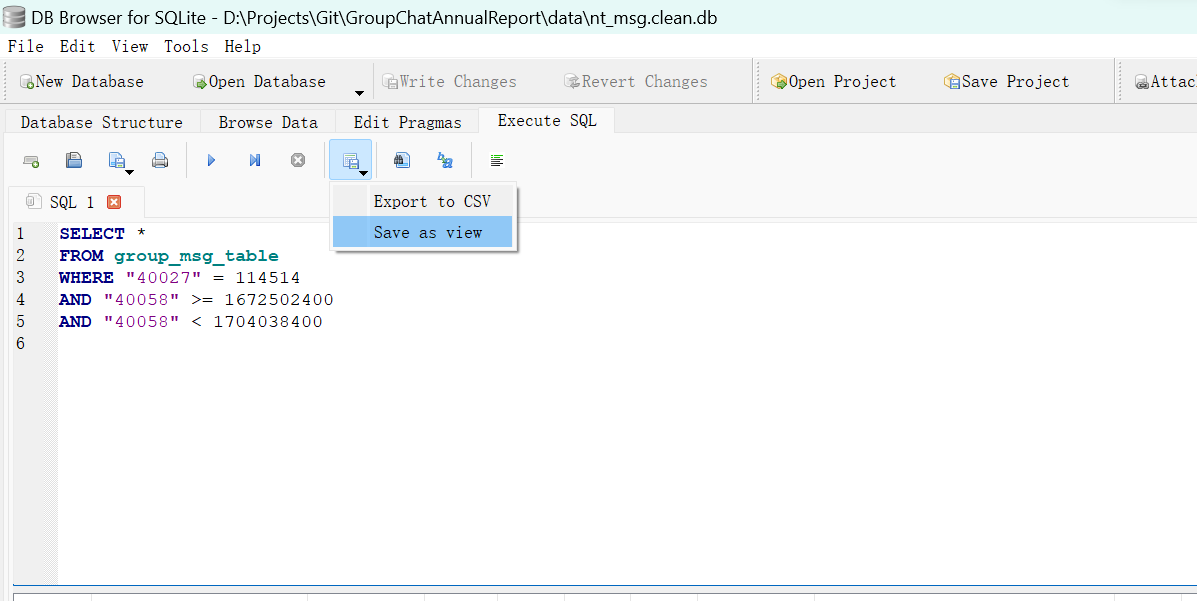 DB Browser for SQLite - D:\Projects\Git\GroupChatAnnualReport\data\nt_msg.clean.db
File Edit View Tools Help
New Database Open Database Write Changes Revert Changes Open Project Save Project Attac
Database Structure Browse Data Edit Pragmas Execute SQL
Export to CSV
Save as view
SQL 1
1 SELECT *
2 FROM group_msg_table
3 WHERE "40027" = 114514
4 AND "40058" >= 1672502400
5 AND "40058" < 1704038400
6